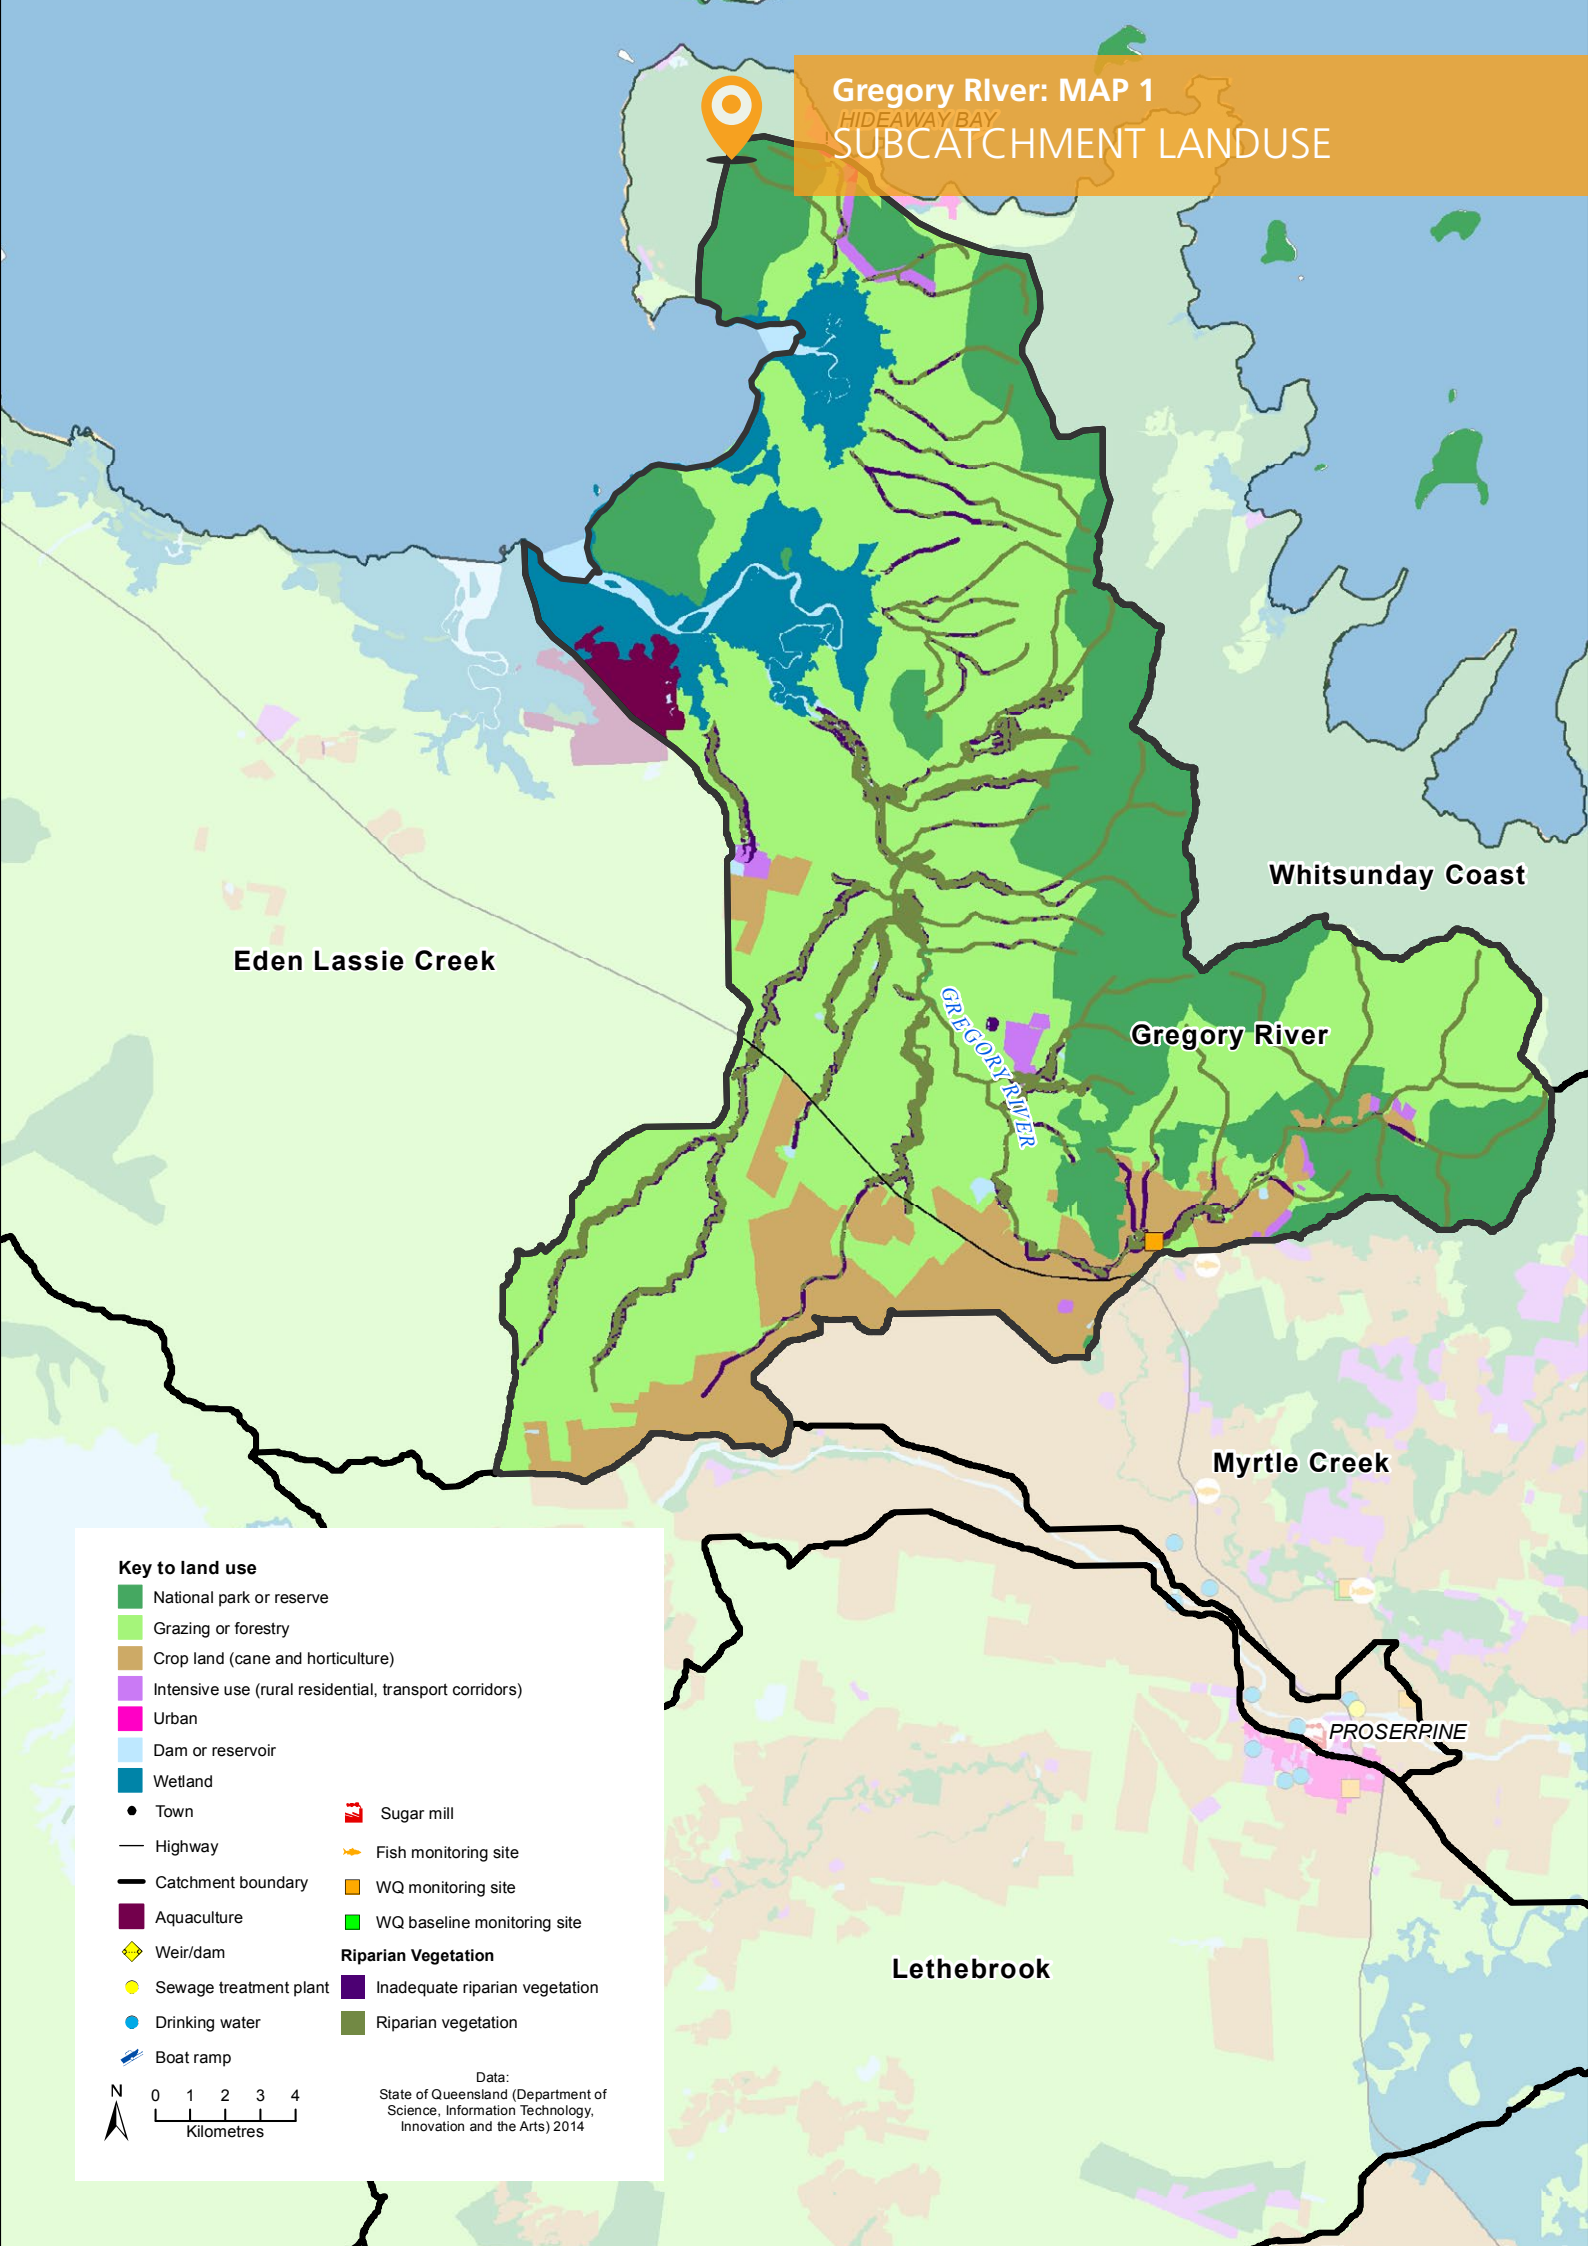 Gregory RIver: MAP 1
HIDEAWAY BAY
SUBCATCHMENT LANDUSE
Whitsunday Coast
Eden Lassie Creek
GREGORY RIVER
Gregory River
Myrtle Creek
PROSERPINE
Lethebrook
Key to land use
National park or reserve
Grazing or forestry
Crop land (cane and horticulture)
Intensive use (rural residential, transport corridors)
Urban
Dam or reservoir
Wetland
Town
Highway
Catchment boundary
Aquaculture
Weir/dam
Sewage treatment plant
Drinking water
Boat ramp
Sugar mill
Fish monitoring site
WQ monitoring site
WQ baseline monitoring site
Riparian Vegetation
Inadequate riparian vegetation
Riparian vegetation
N
0 1 2 3 4
Kilometres
Data:
State of Queensland (Department of
Science, Information Technology,
Innovation and the Arts) 2014